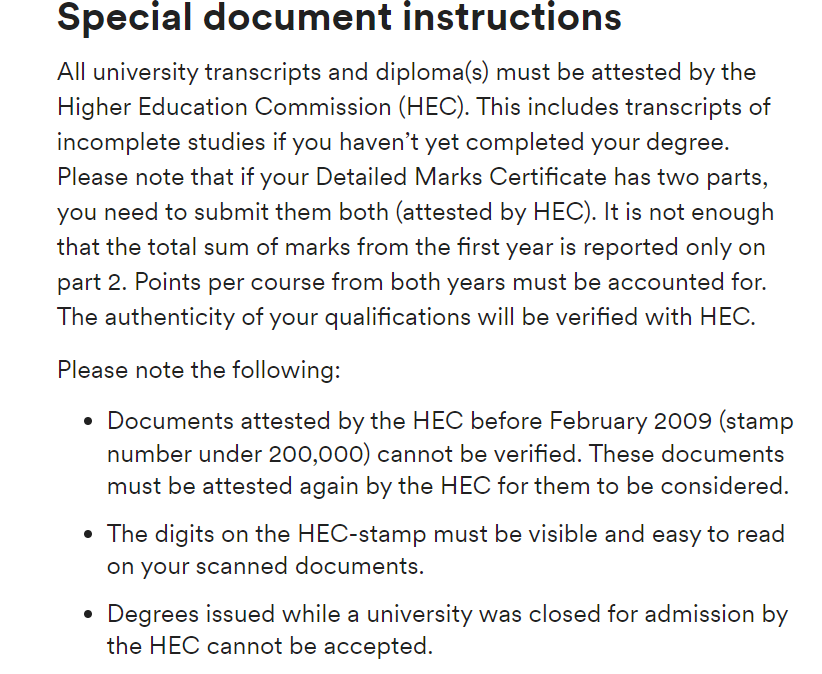 Special document instructions
All university transcripts and diploma(s) must be attested by the
Higher Education Commission (HEC). This includes transcripts of
incomplete studies if you haven’t yet completed your degree.
Please note that if your Detailed Marks Certificate has two parts,
you need to submit them both (attested by HEC). It is not enough
that the total sum of marks from the first year is reported only on
part 2. Points per course from both years must be accounted for.
The authenticity of your qualifications will be verified with HEC.
Please note the following:
• Documents attested by the HEC before February 2009 (stamp
number under 200,000) cannot be verified. These documents
must be attested again by the HEC for them to be considered.
• The digits on the HEC-stamp must be visible and easy to read
on your scanned documents.
• Degrees issued while a university was closed for admission by
the HEC cannot be accepted.